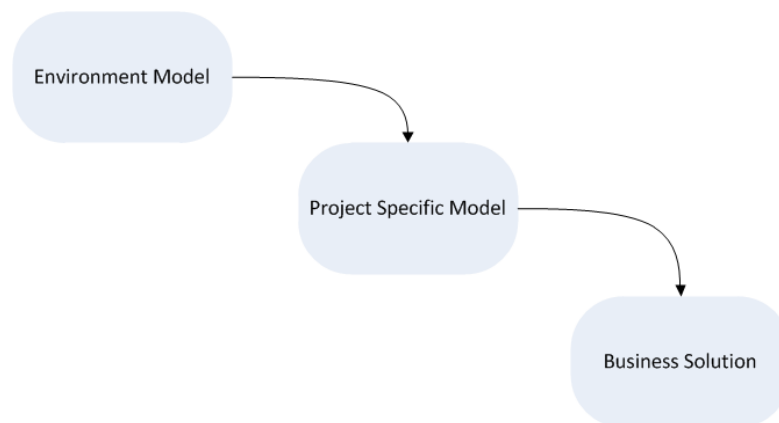 Environment Model
Project Specific Model
Business Solution